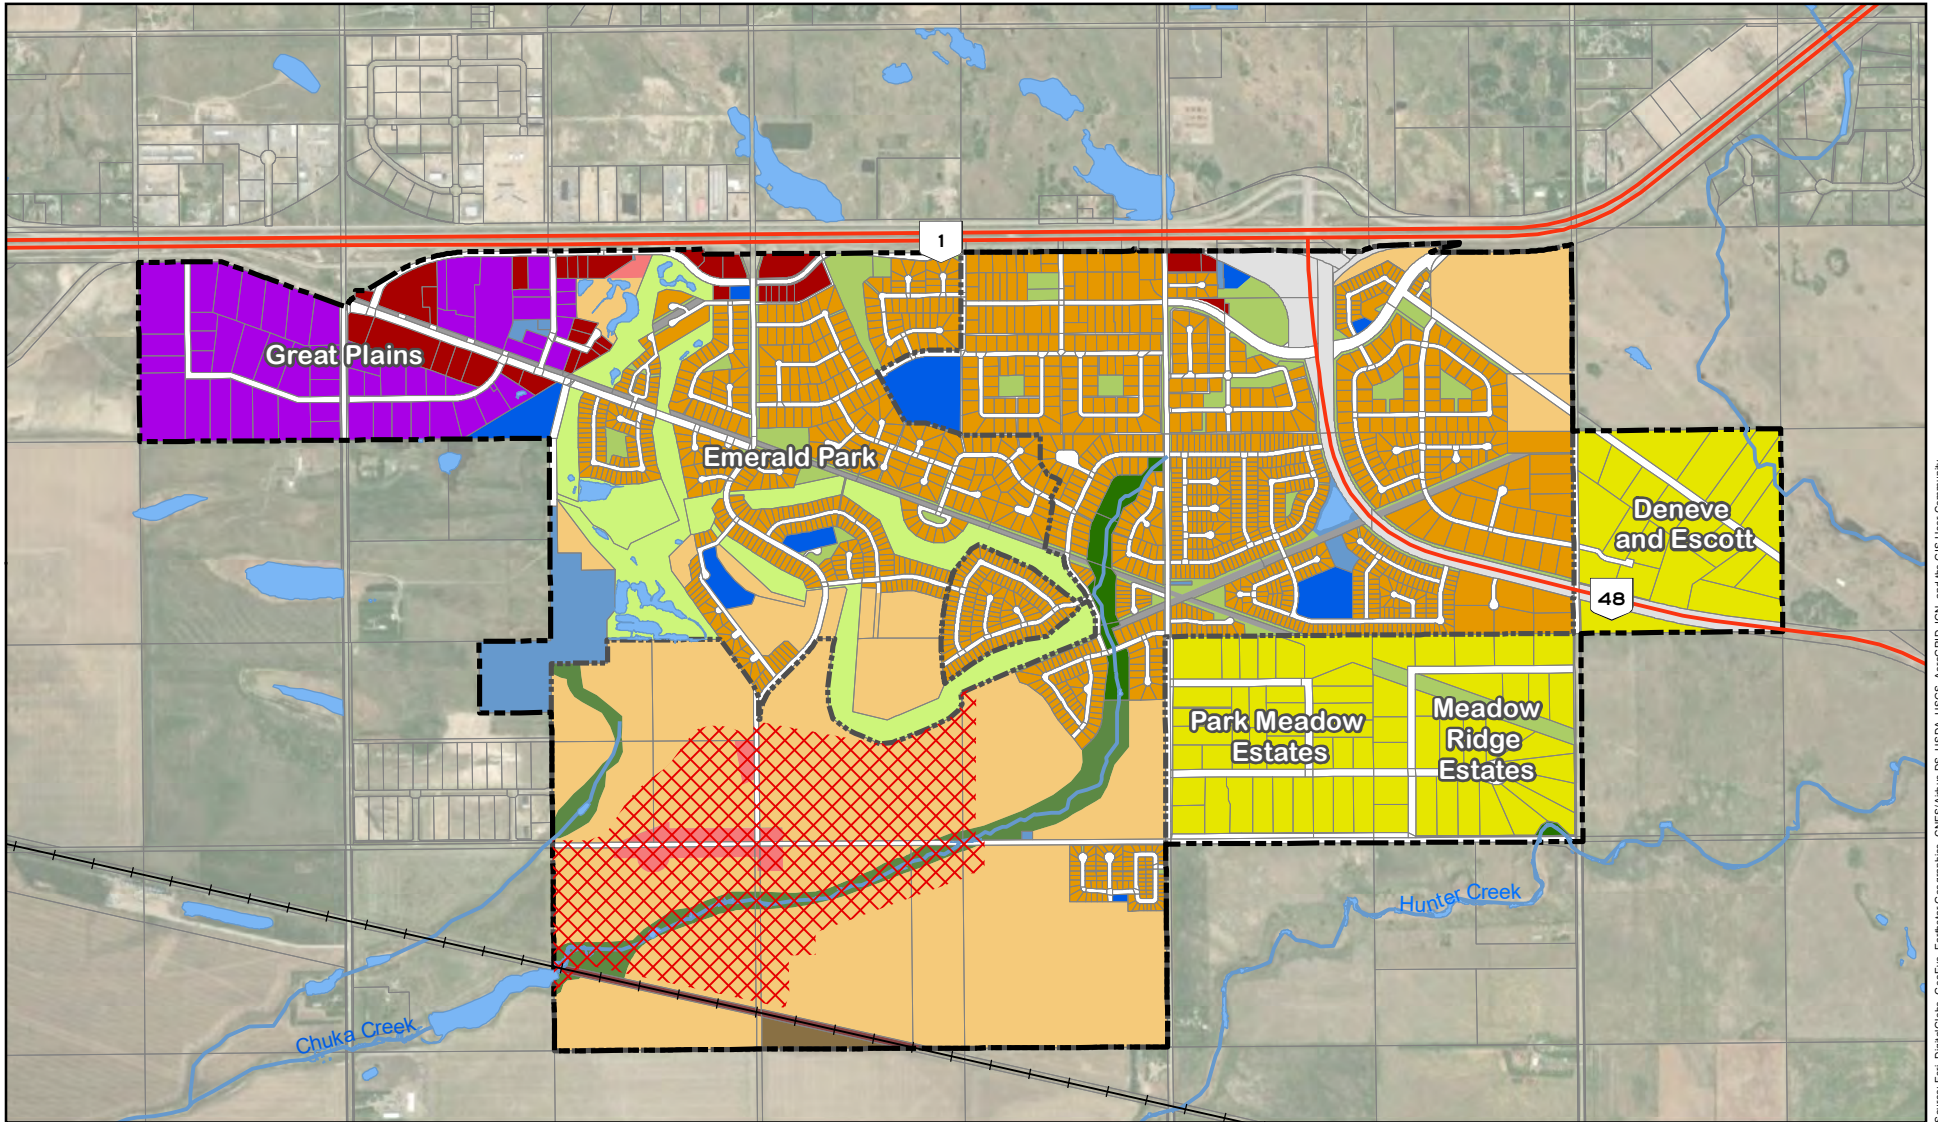 1
Great Plains
Emerald Park
Deneve
and Escott
48
Park Meadow
Estates
Meadow
Ridge
Estates
Hunter Creek
Chuka Creek